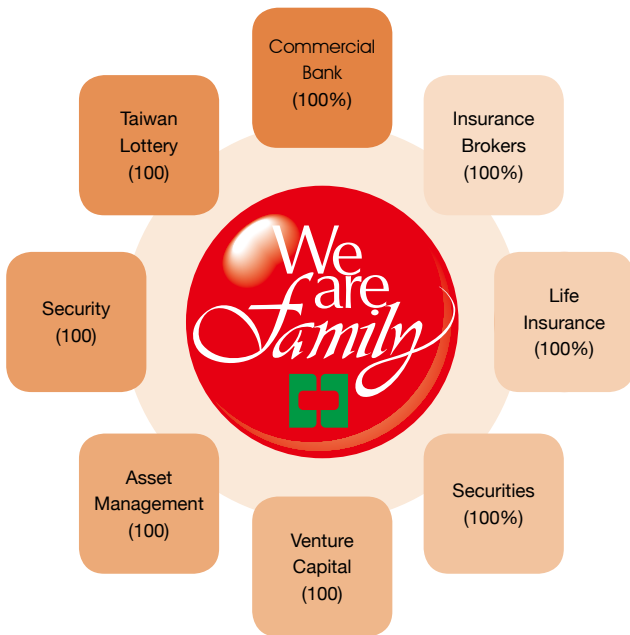 Commercial
Bank
(100%)
Insurance
Brokers
(100%)
Life
Insurance
(100%)
Securities
(100%)
Venture
Capital
(100)
Asset
Management
(100)
Security
(100)
Taiwan
Lottery
(100)
We
are
Family